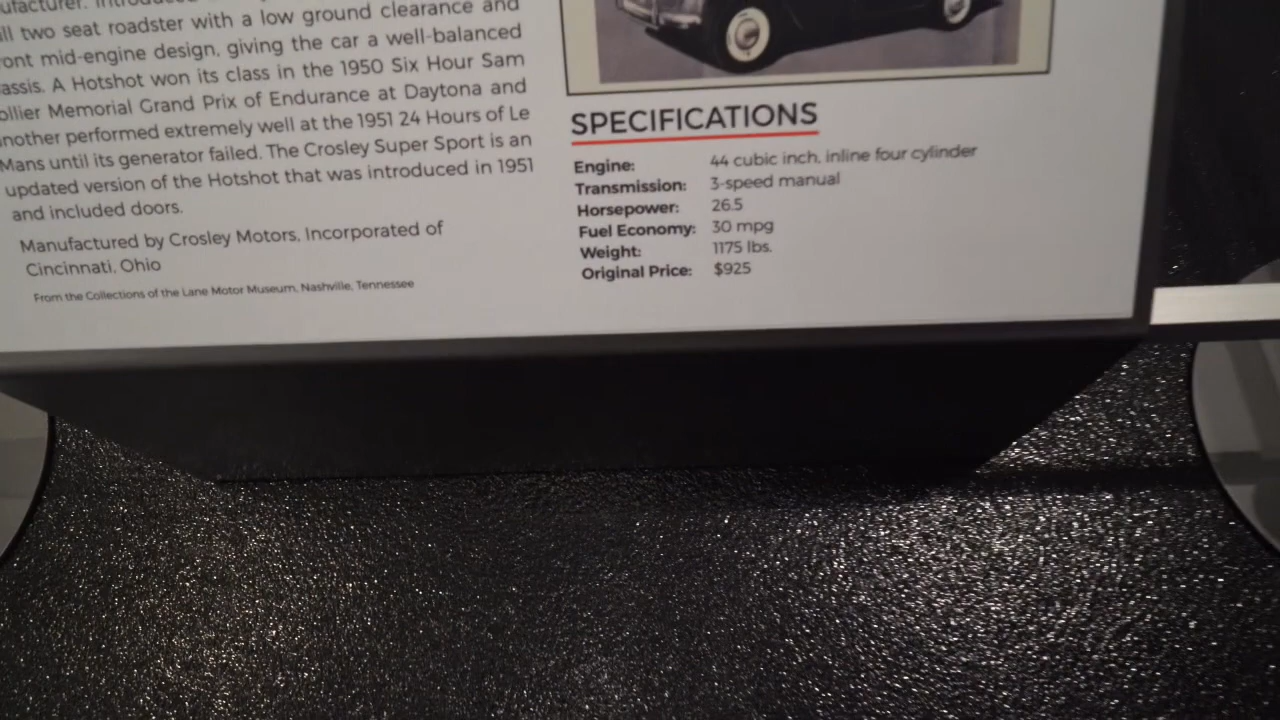 ll two seat roadster with a low ground clearance and
ont mid-engine design, giving the car a well-balanced
assis. A Hotshot won its class in the 1950 Six Hour Sam
ollier Memorial Grand Prix of Endurance at Daytona and
nother performed extremely well at the 1951 24 Hours of Le
Mans until its generator failed. The Crosley Super Sport is an
updated version of the Hotshot that was introduced in 1951
and included doors.
Manufactured by Crosley Motors, Incorporated of
Cincinnati, Ohio
From the Collections of the Lane Motor Museum, Nashville, Tennessee
SPECIFICATIONS
Engine: 44 cubic inch, inline four cylinder
Transmission: 3-speed manual
Horsepower: 26.5
Fuel Economy: 30 mpg
Weight: 1175 lbs.
Original Price: $925